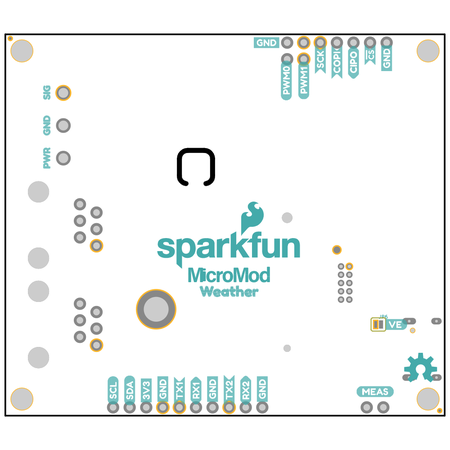 GND
PWM0
PWM1
SCK
COPI
CIPO
CS
GND
SIG
GND
PWR
sparkfun
MicroMod
Weather
VE
MEAS
SCL
SDA
3V3
GND
TX1
RX1
GND
TX2
RX2
GND